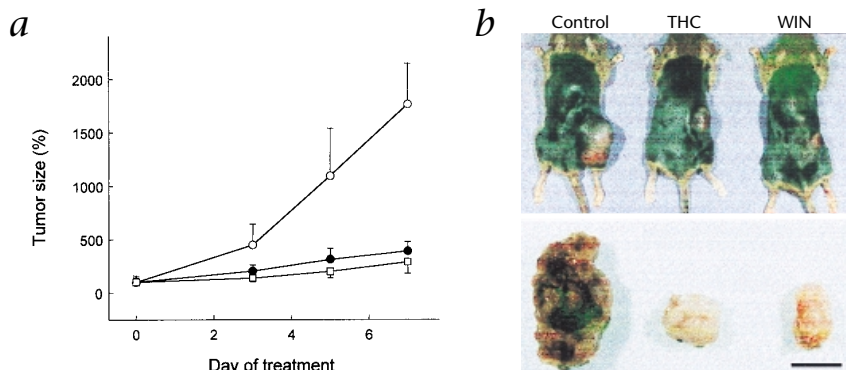 a
2000
1500
1000
500
0
Tumor size (%)
0 2 4 6
Day of treatment
b
Control THC WIN